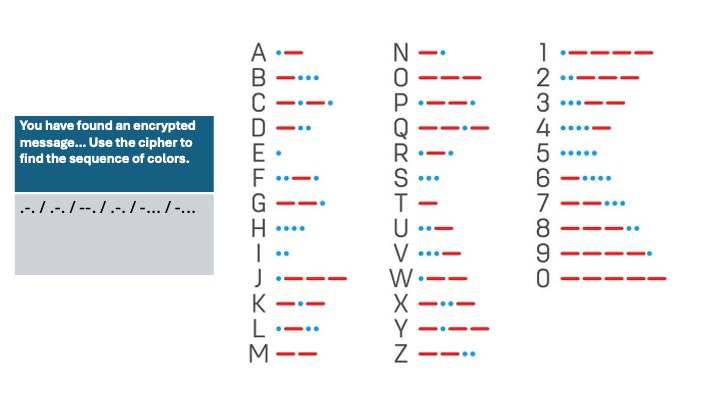 You have found an encrypted
message... Use the cipher to
find the sequence of colors.
.-. / .-. / --. / .-. / -... / -...
A
B
C
D
E
F
G
H
I
J
K
L
M
N
O
P
Q
R
S
T
U
V
W
X
Y
Z
1
2
3
4
5
6
7
8
9
0